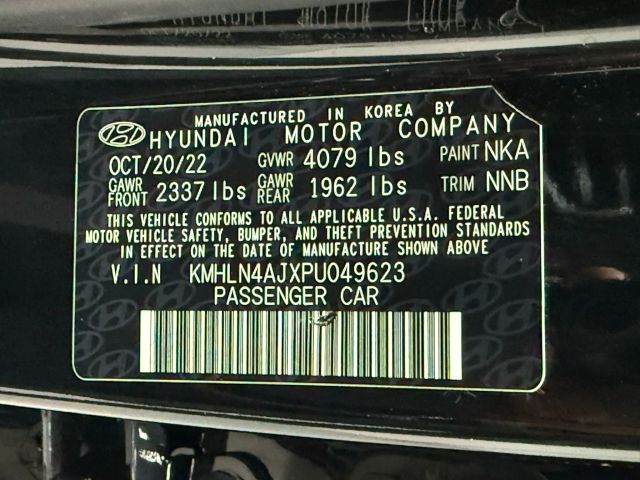 MANUFACTURED IN KOREA BY
HYUNDAI MOTOR COMPANY
OCT/20/22 GVWR 4079 lbs PAINT NKA
GAWR FRONT 2337 lbs GAWR REAR 1962 lbs TRIM NNB
THIS VEHICLE CONFORMS TO ALL APPLICABLE U.S.A. FEDERAL
MOTOR VEHICLE SAFETY, BUMPER, AND THEFT PREVENTION STANDARDS
IN EFFECT ON THE DATE OF MANUFACTURE SHOWN ABOVE
V.I.N KMHLN4AJXPU049623
PASSENGER CAR